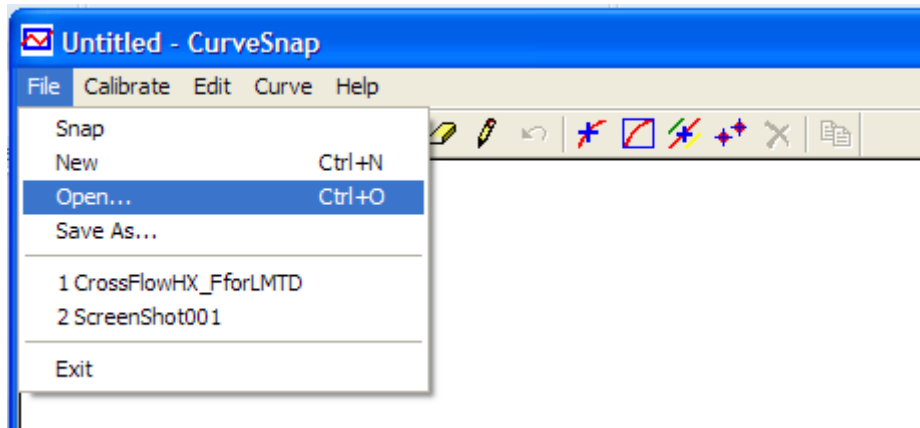 Untitled - CurveSnap
File Calibrate Edit Curve Help
Snap
New Ctrl+N
Open... Ctrl+O
Save As...
1 CrossFlowHX_FforLMTD
2 ScreenShot001
Exit